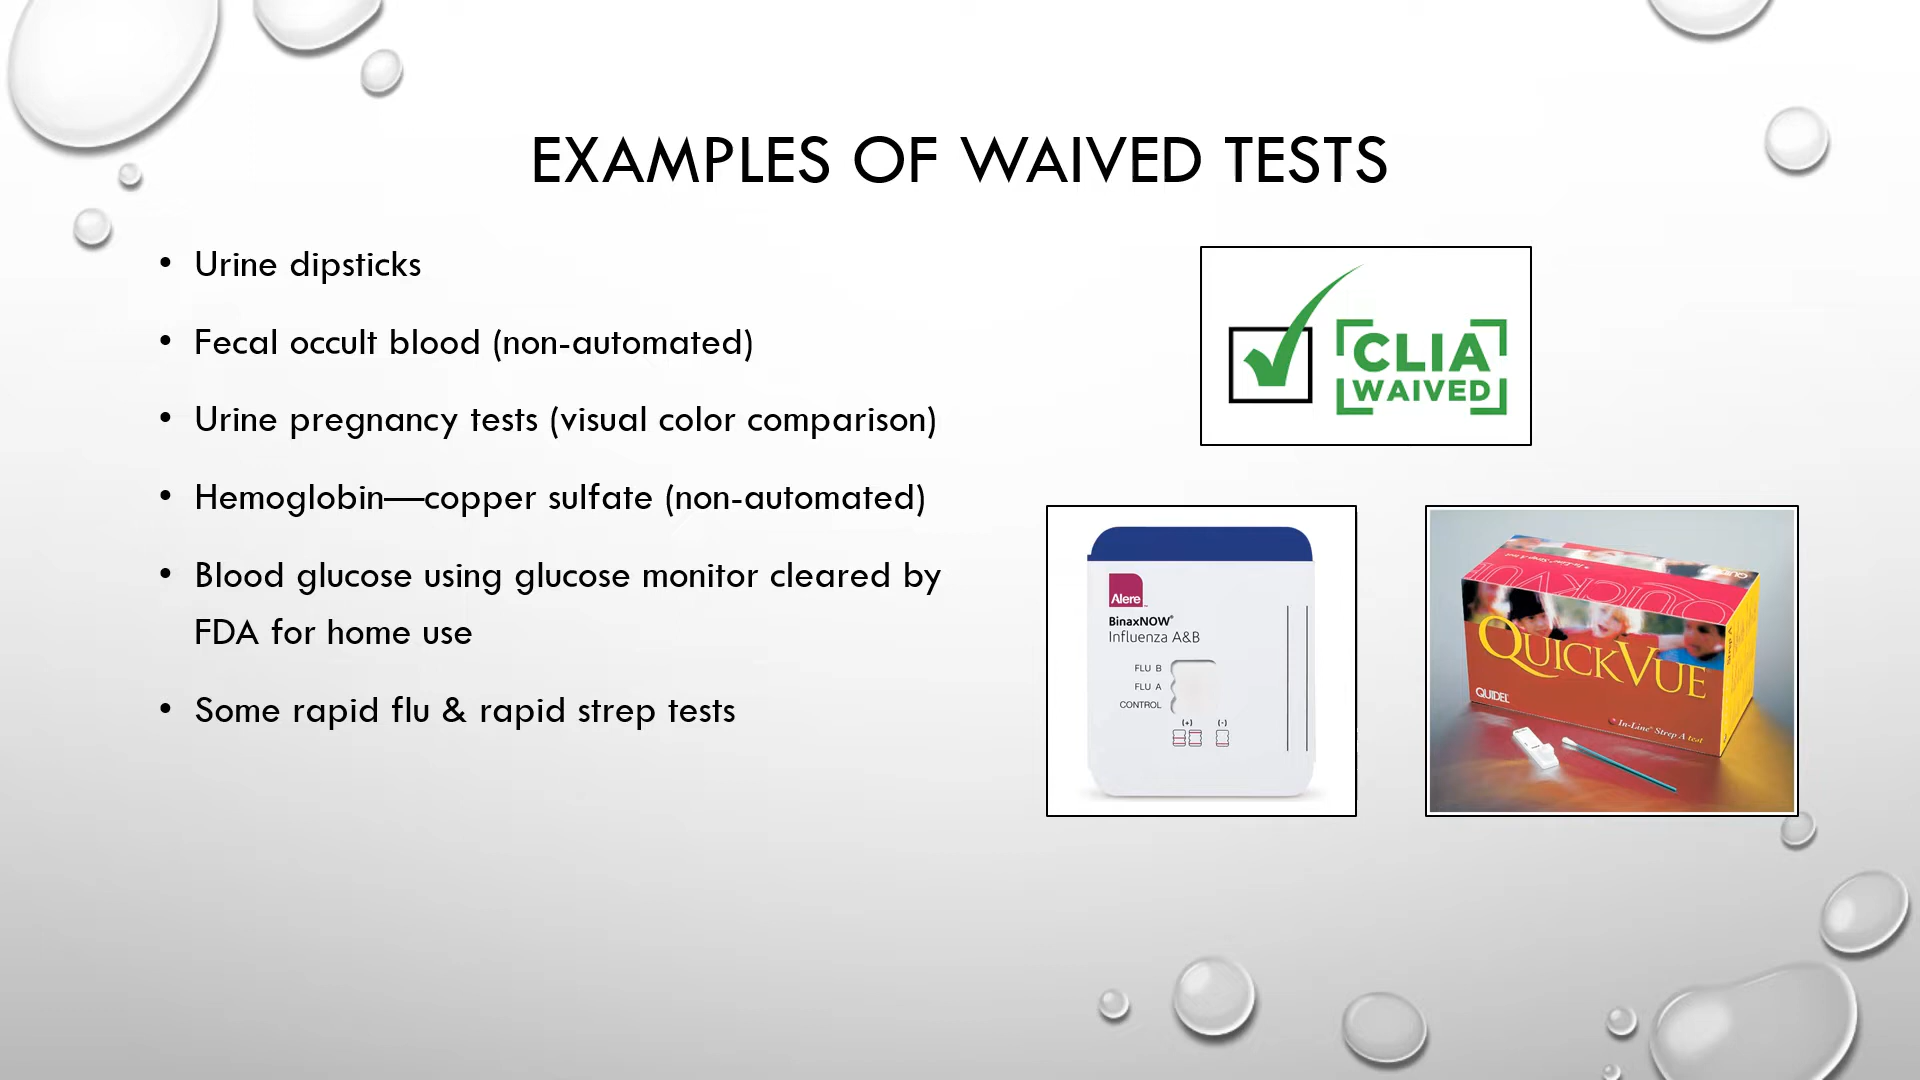 EXAMPLES OF WAIVED TESTS
• Urine dipsticks
• Fecal occult blood (non-automated)
• Urine pregnancy tests (visual color comparison)
• Hemoglobin—copper sulfate (non-automated)
• Blood glucose using glucose monitor cleared by
FDA for home use
• Some rapid flu & rapid strep tests
CLIA
WAIVED
Alere
BinaxNOW®
Influenza A&B
FLU B
FLU A
CONTROL
(+) (-)
QUICKVUE
QUIDEL
In-Line® Strep A test